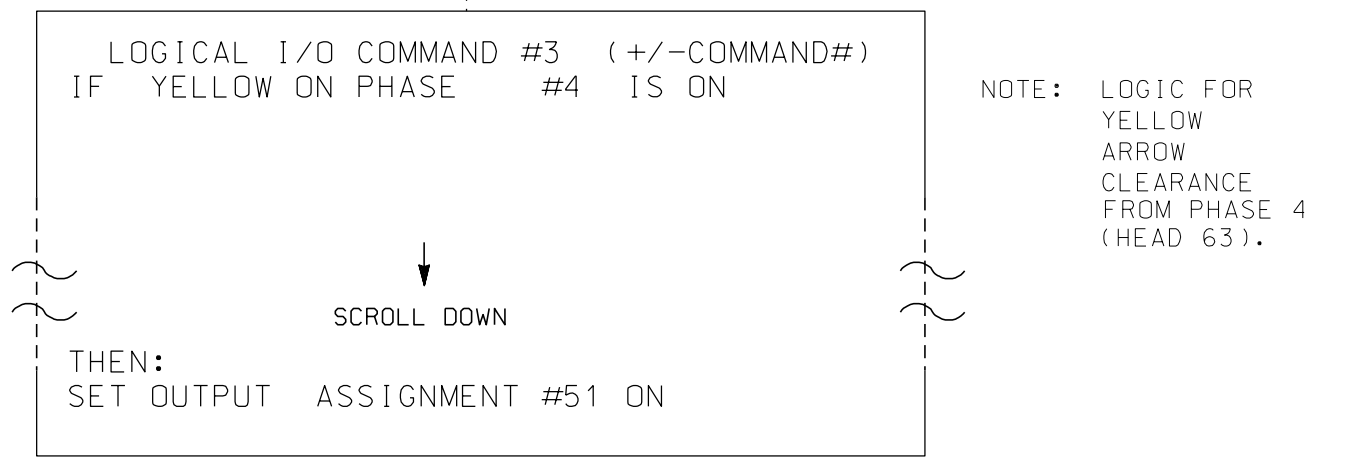 LOGICAL I/O COMMAND #3 (+/-COMMAND#)
IF YELLOW ON PHASE #4 IS ON
SCROLL DOWN
THEN:
SET OUTPUT ASSIGNMENT #51 ON
NOTE: LOGIC FOR
YELLOW
ARROW
CLEARANCE
FROM PHASE 4
(HEAD 63).